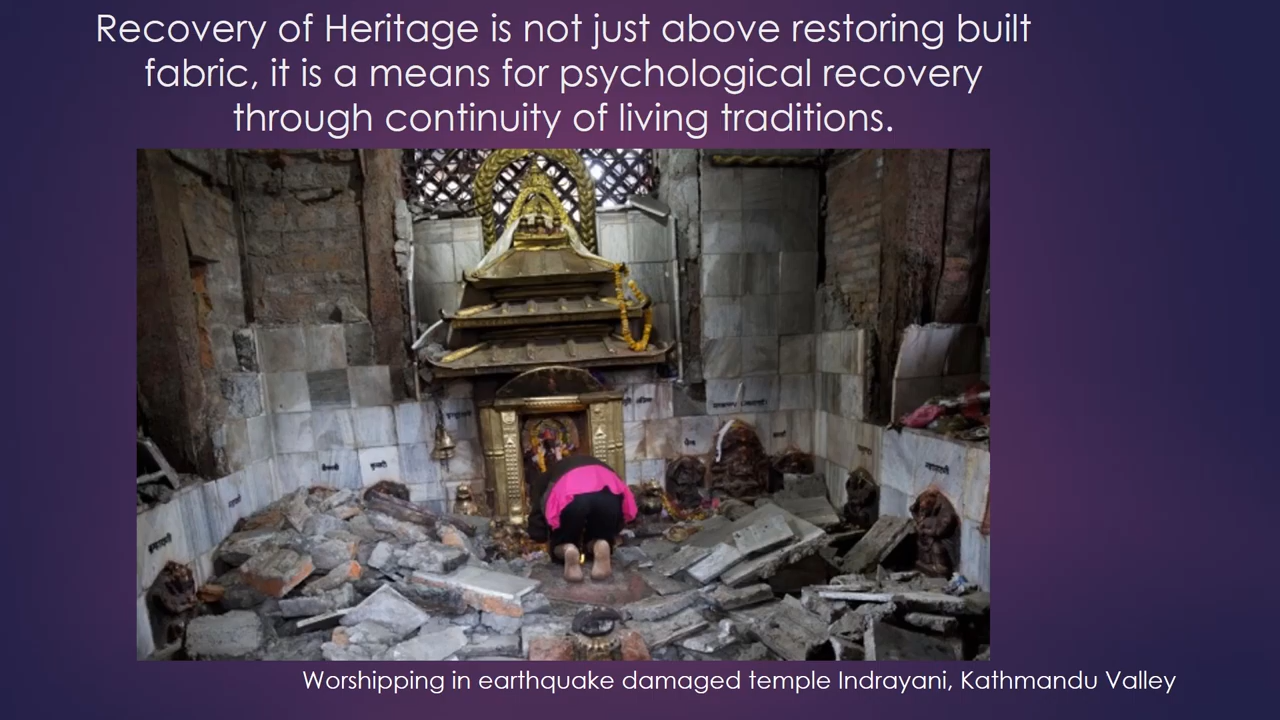 Recovery of Heritage is not just above restoring built
fabric, it is a means for psychological recovery
through continuity of living traditions.
Worshipping in earthquake damaged temple Indrayani, Kathmandu Valley